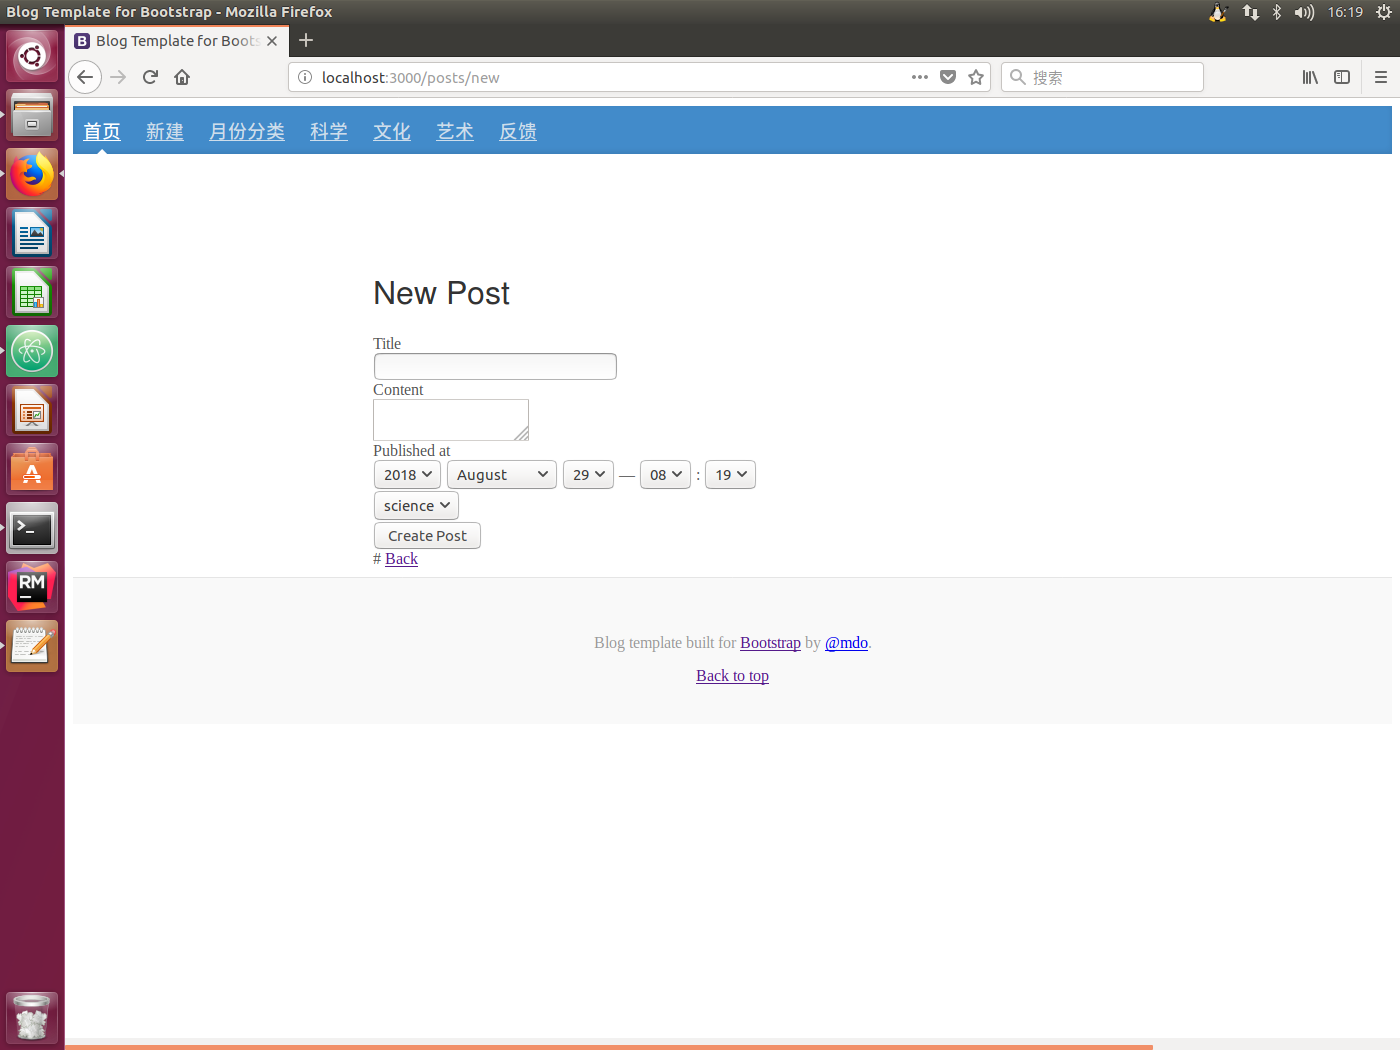 Blog Template for Bootstrap - Mozilla Firefox
16:19
B Blog Template for Boots
localhost:3000/posts/new
搜索
首页 新建 月份分类 科学 文化 艺术 反馈
New Post
Title
Content
Published at
2018 August 29 — 08 : 19
science
Create Post
# Back
Blog template built for Bootstrap by @mdo.
Back to top
A
>_
RM